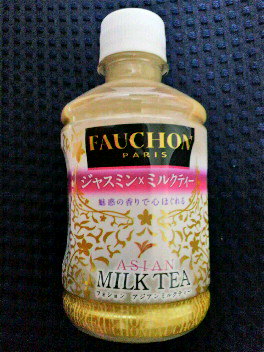 FAUCHON
PARIS
ジャスミン×ミルクティー
魅惑の香りで心ほぐれる
ASIAN
MILK TEA
フォション アジアンミルクティー